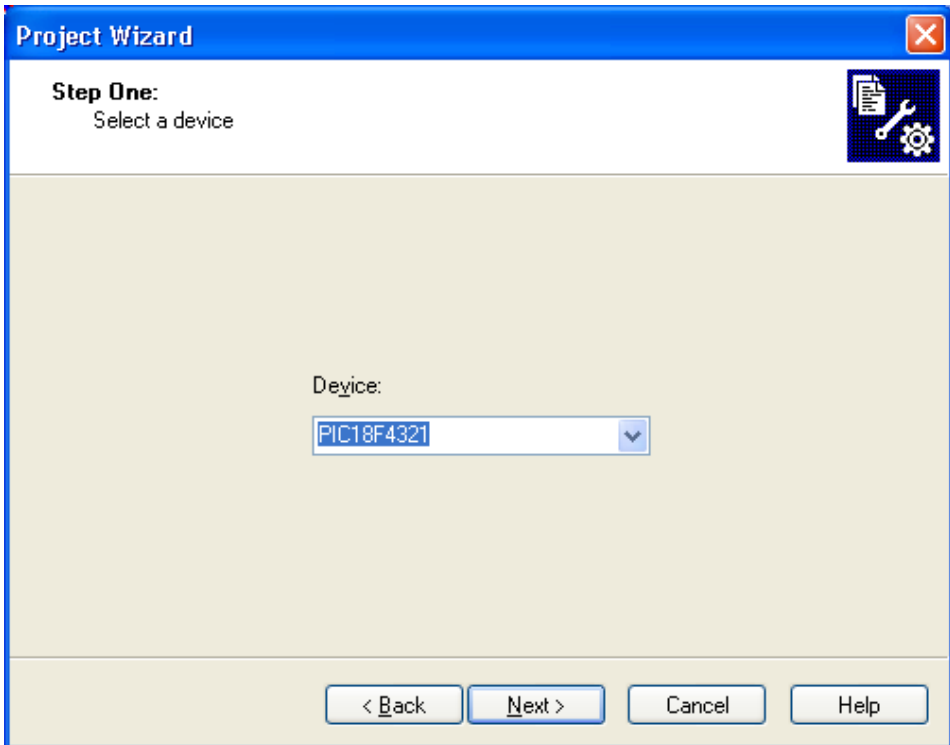 Project Wizard
Step One:
Select a device
Device:
PIC18F4321
< Back Next > Cancel Help